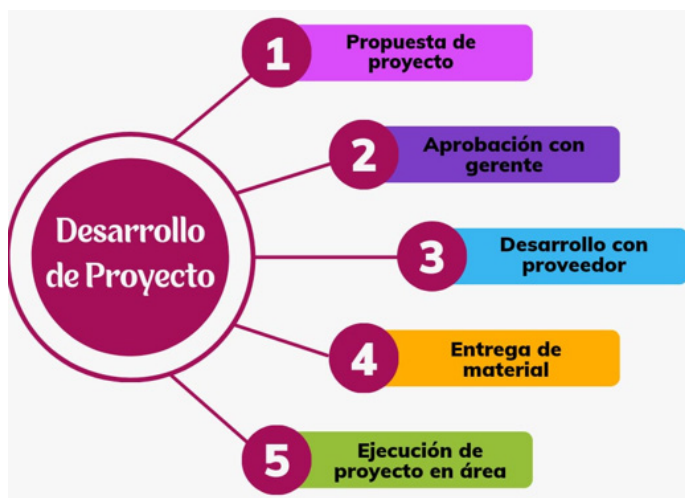 Desarrollo
de Proyecto
1
Propuesta de
proyecto
2
Aprobación con
gerente
3
Desarrollo con
proveedor
4
Entrega de
material
5
Ejecución de
proyecto en área